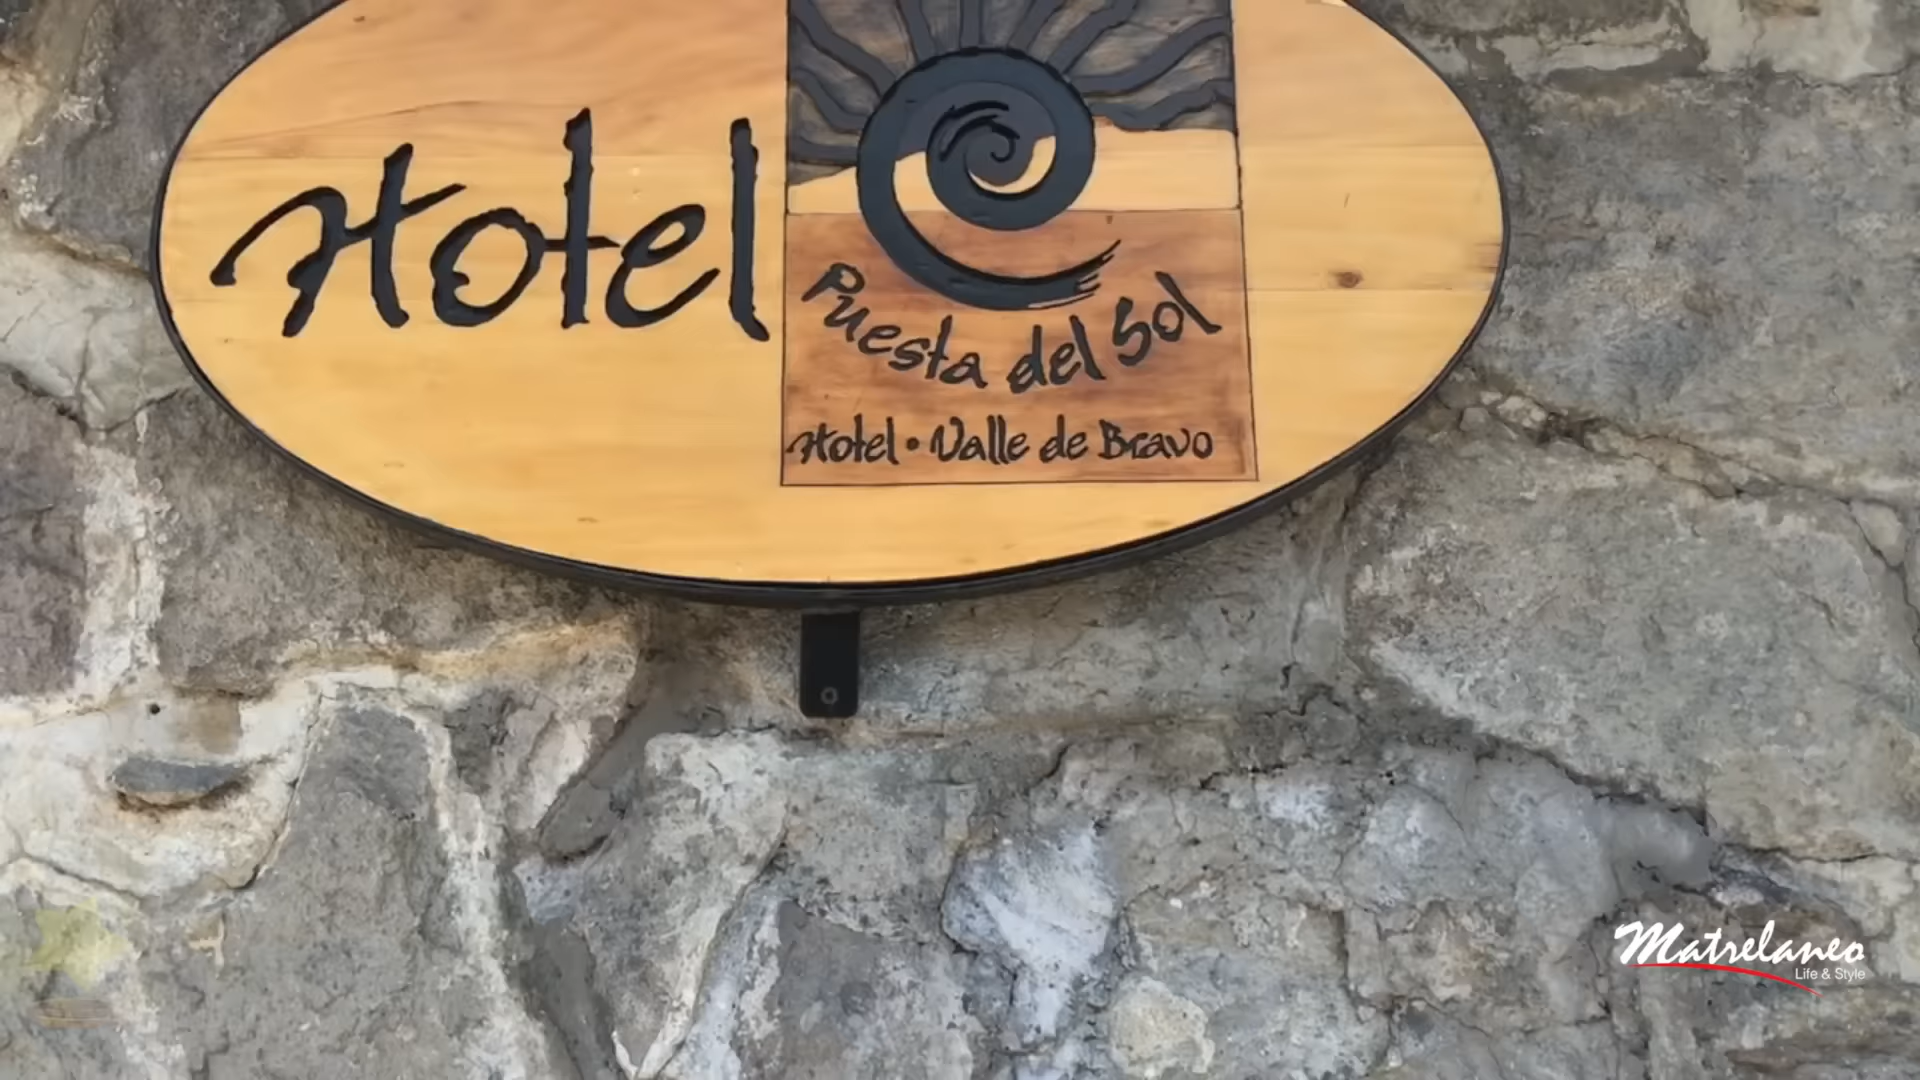 Hotel
Puesta del Sol
Hotel • Valle de Bravo
Matrelaneo
Life & Style